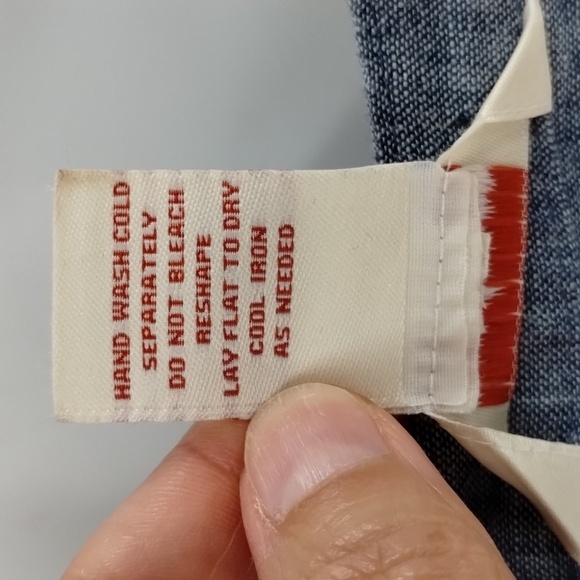 HAND WASH COLD
SEPARATELY
DO NOT BLEACH
RESHAPE
LAY FLAT TO DRY
COOL IRON
AS NEEDED